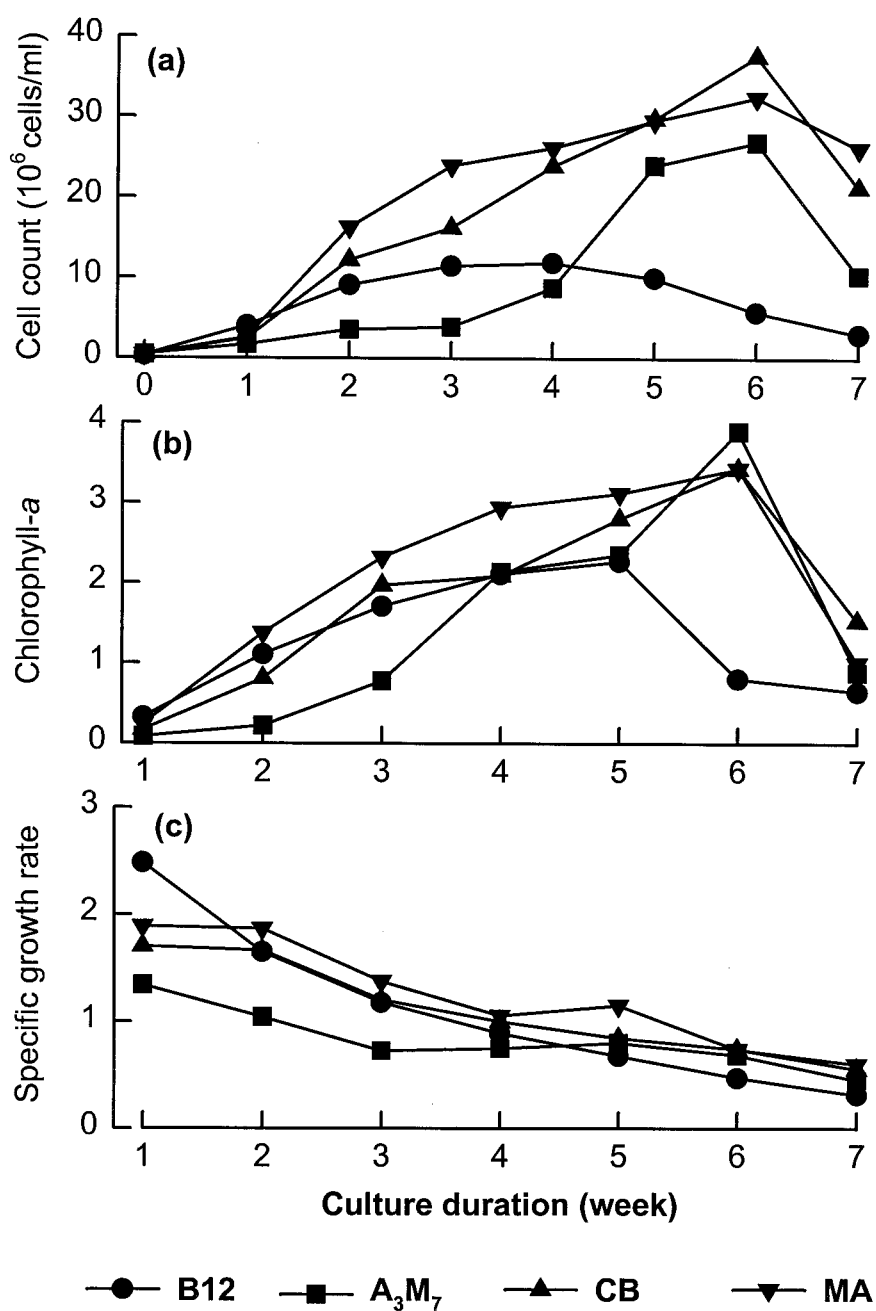 (a)
Cell count (10⁶ cells/ml)
40
30
20
10
0
0 1 2 3 4 5 6 7
(b)
Chlorophyll-a
4
3
2
1
0
1 2 3 4 5 6 7
(c)
Specific growth rate
3
2
1
0
1 2 3 4 5 6 7
Culture duration (week)
B12 A₃M₇ CB MA